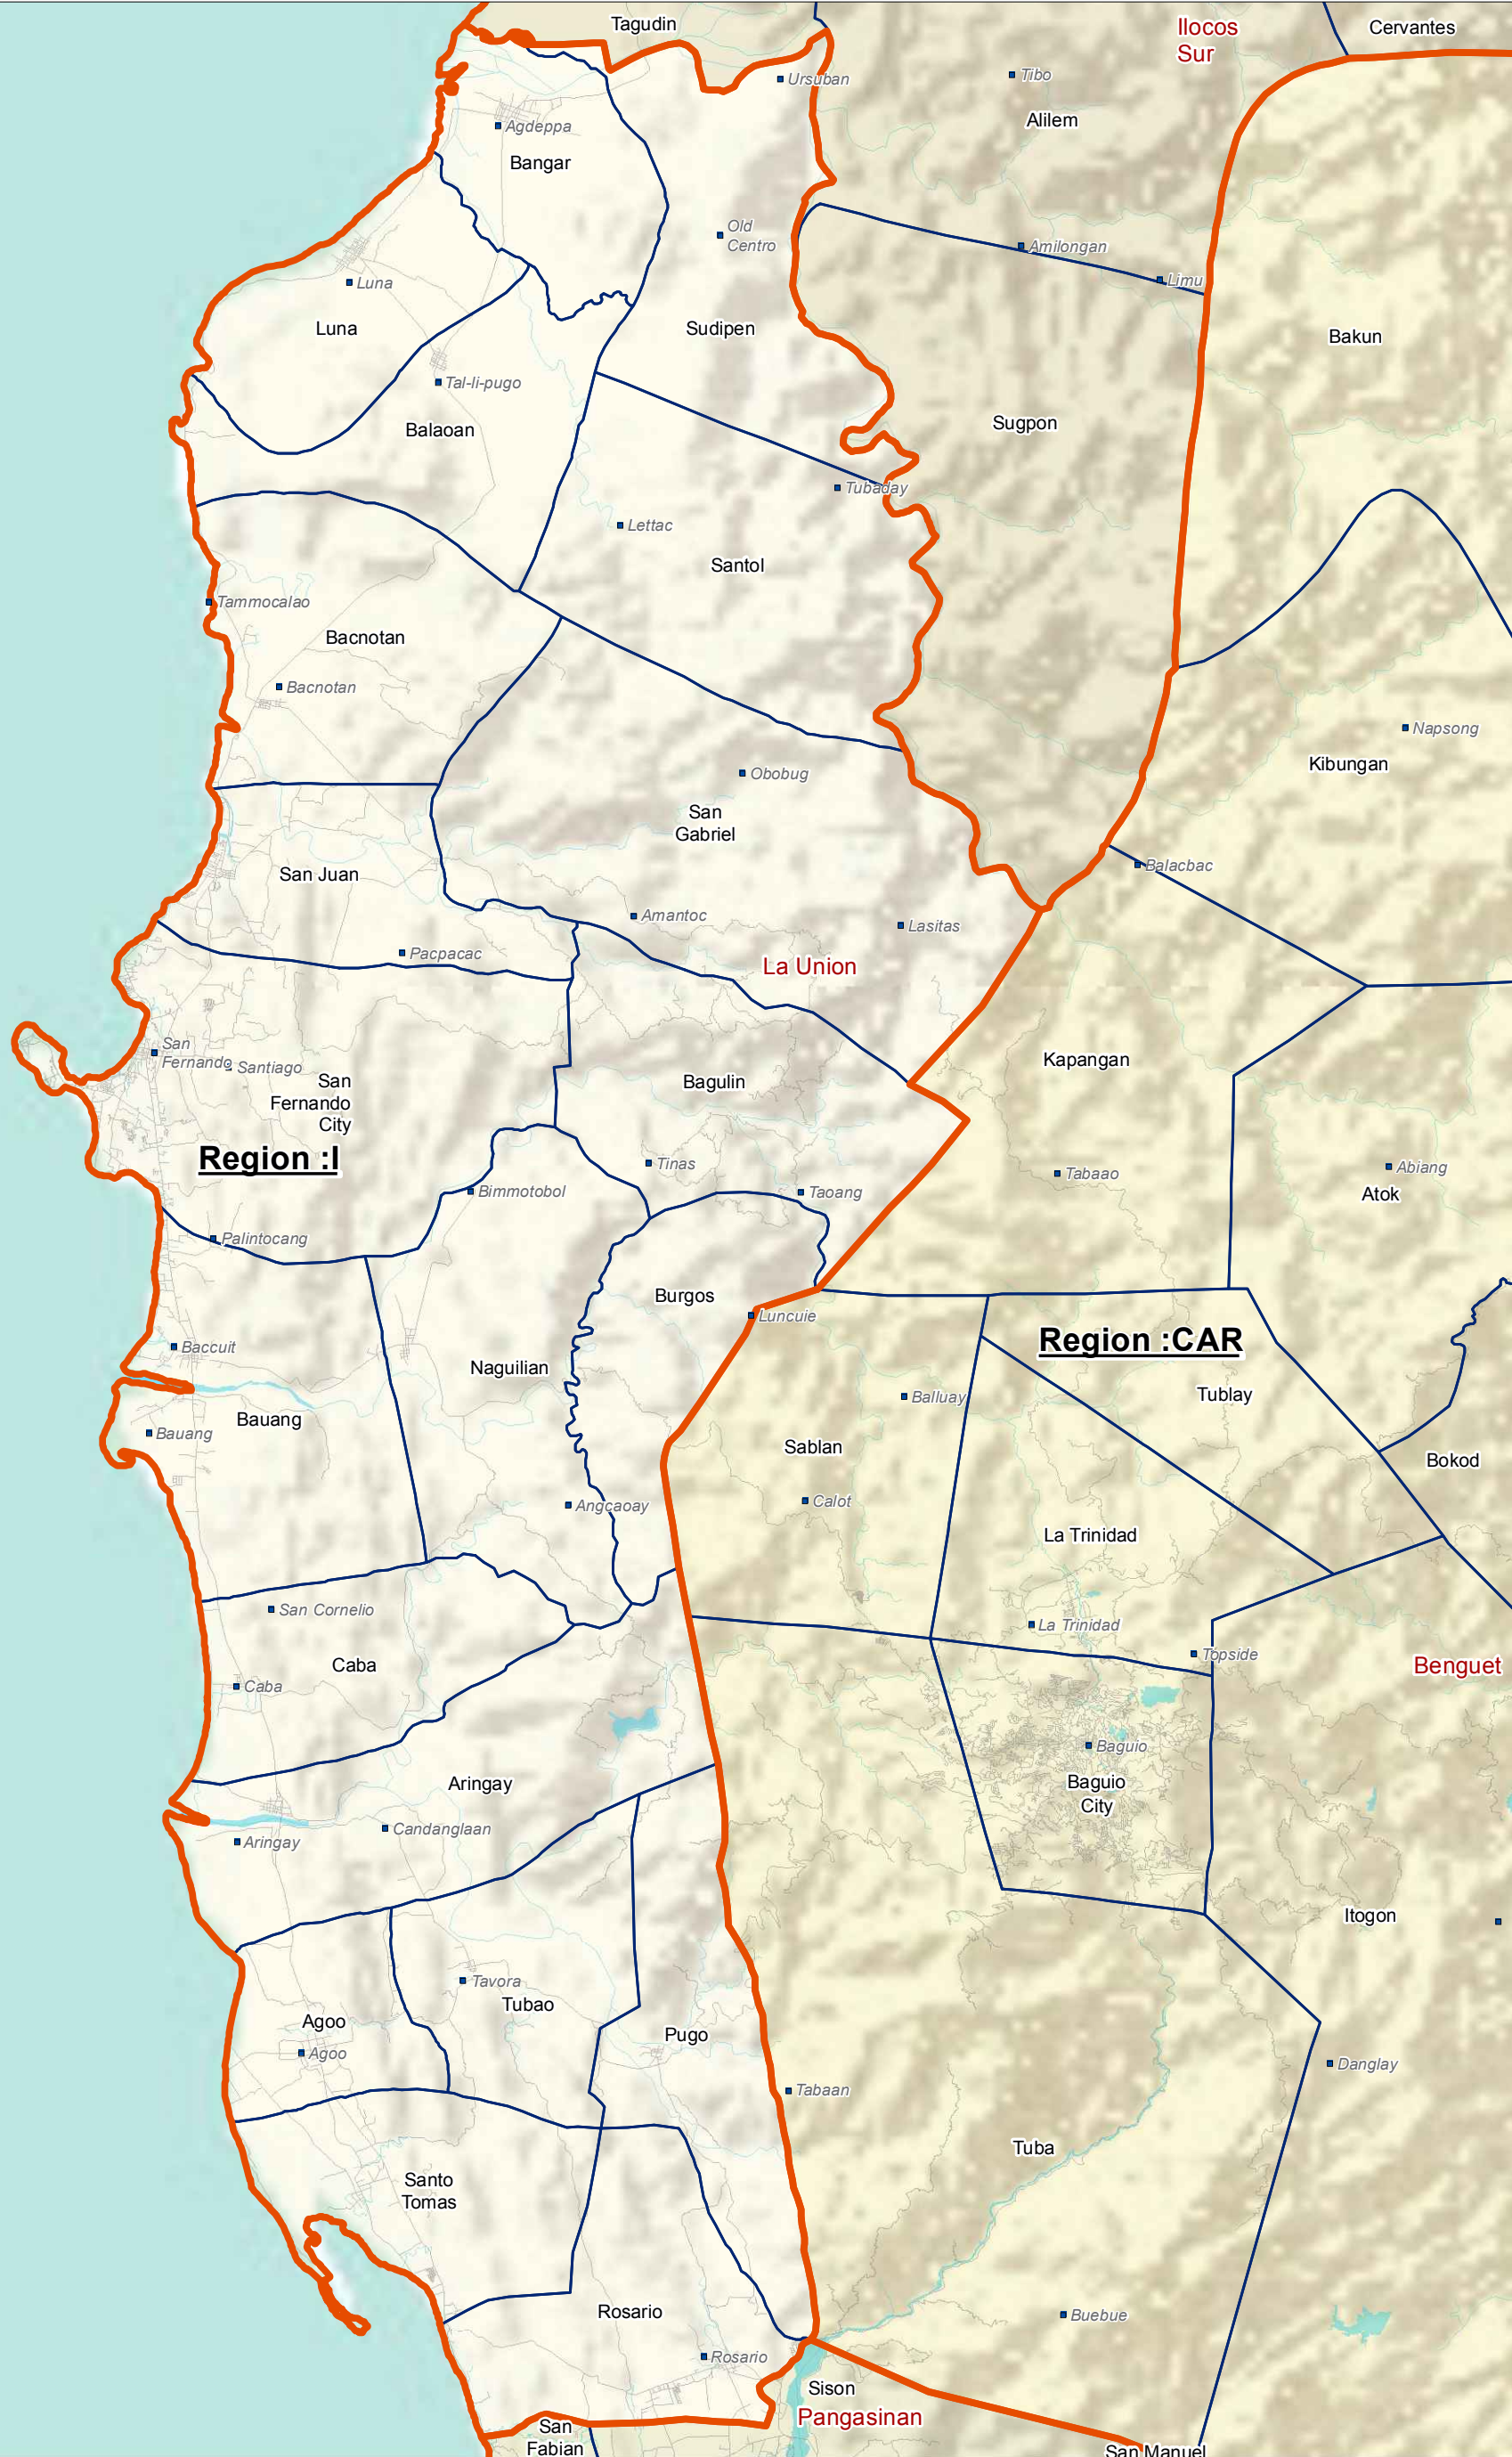 Tagudin
Ilocos
Sur
Cervantes
Ursuban
Tibo
Alilem
Agdeppa
Bangar
Old
Centro
Amilongan
Luna
Limu
Luna
Sudipen
Bakun
Tal-li-pugo
Balaoan
Sugpon
Tubaday
Lettac
Santol
Tammocalao
Bacnotan
Bacnotan
Napsong
Kibungan
Obobug
San
Gabriel
San Juan
Balacbac
Amantoc
Lasitas
Pacpacac
La Union
San
Fernando
Santiago
San
Fernando
City
Bagulin
Kapangan
Region :I
Tinas
Tabaao
Abiang
Atok
Bimmotobol
Taoang
Palintocang
Burgos
Luncuie
Region :CAR
Baccuit
Naguilian
Balluay
Tublay
Bauang
Bauang
Sablan
Bokod
Angcaoay
Calot
La Trinidad
San Cornelio
La Trinidad
Caba
Topside
Benguet
Caba
Baguio
Aringay
Baguio
City
Candanglaan
Aringay
Itogon
Tavora
Tubao
Agoo
Pugo
Agoo
Danglay
Tabaan
Tuba
Santo
Tomas
Rosario
Buebue
Rosario
Sison
Pangasinan
San
Fabian
San Manuel